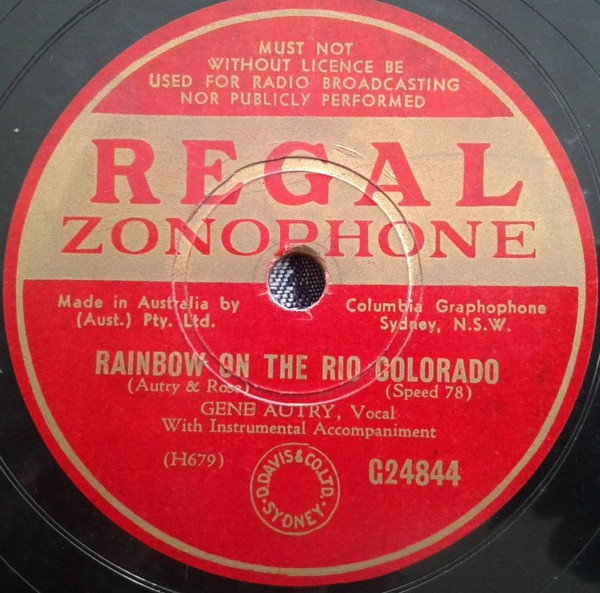 MUST NOT
WITHOUT LICENCE BE
USED FOR RADIO BROADCASTING
NOR PUBLICLY PERFORMED
REGAL
ZONOPHONE
Made in Australia by Columbia Graphophone
(Aust.) Pty. Ltd. Sydney, N.S.W.
RAINBOW ON THE RIO COLORADO
(Autry & Rose) (Speed 78)
GENE AUTRY, Vocal
With Instrumental Accompaniment
(H679) G24844
D. DAVIS & CO. LTD.
SYDNEY